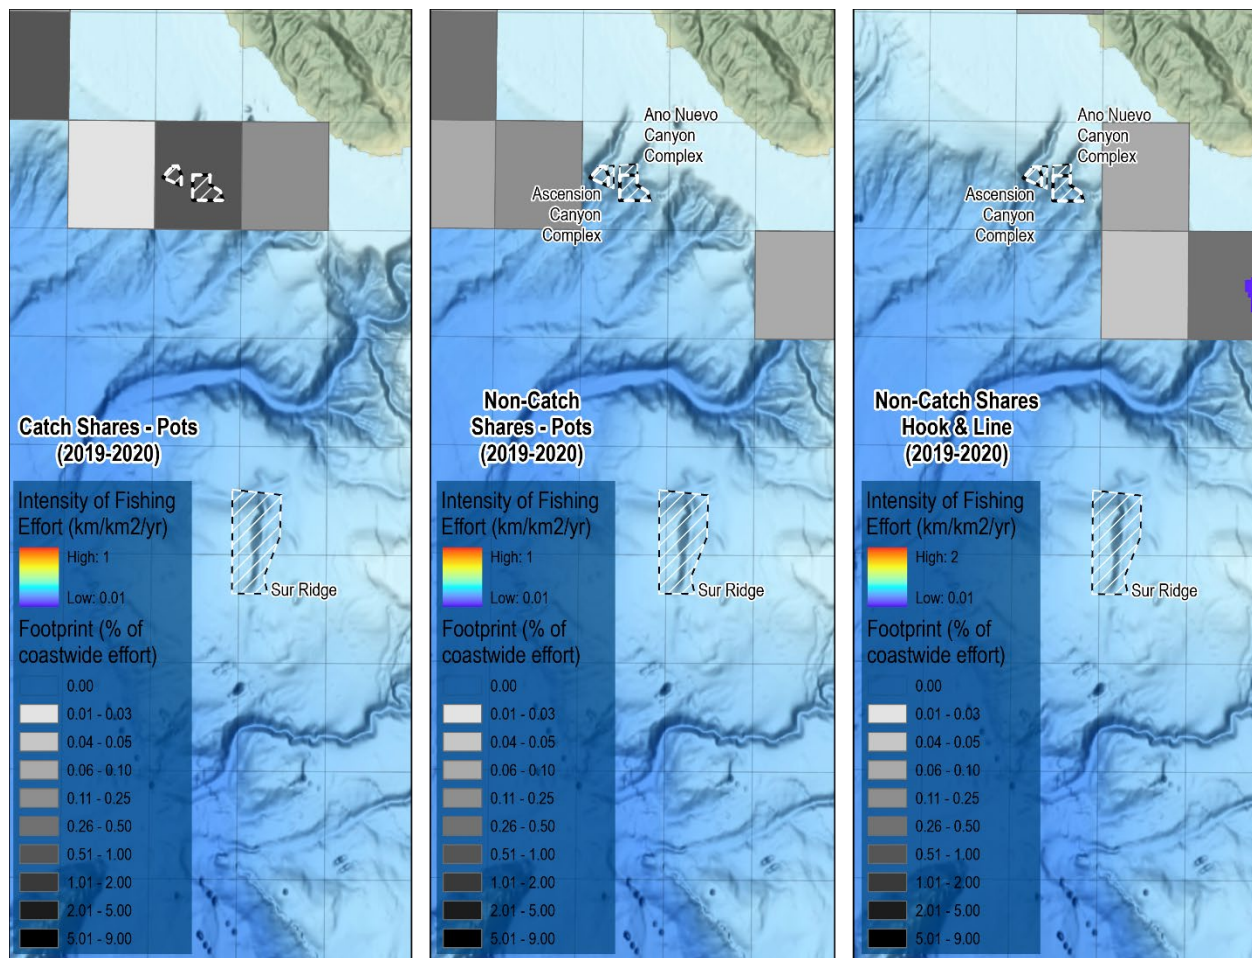 Catch Shares - Pots
(2019-2020)
Intensity of Fishing
Effort (km/km2/yr)
High: 1
Low: 0.01
Footprint (% of
coastwide effort)
0.00
0.01 - 0.03
0.04 - 0.05
0.06 - 0.10
0.11 - 0.25
0.26 - 0.50
0.51 - 1.00
1.01 - 2.00
2.01 - 5.00
5.01 - 9.00
Sur Ridge
Ano Nuevo
Canyon
Complex
Ascension
Canyon
Complex
Non-Catch
Shares - Pots
(2019-2020)
Intensity of Fishing
Effort (km/km2/yr)
High: 1
Low: 0.01
Footprint (% of
coastwide effort)
0.00
0.01 - 0.03
0.04 - 0.05
0.06 - 0.10
0.11 - 0.25
0.26 - 0.50
0.51 - 1.00
1.01 - 2.00
2.01 - 5.00
5.01 - 9.00
Sur Ridge
Ano Nuevo
Canyon
Complex
Ascension
Canyon
Complex
Non-Catch Shares
Hook & Line
(2019-2020)
Intensity of Fishing
Effort (km/km2/yr)
High: 2
Low: 0.01
Footprint (% of
coastwide effort)
0.00
0.01 - 0.03
0.04 - 0.05
0.06 - 0.10
0.11 - 0.25
0.26 - 0.50
0.51 - 1.00
1.01 - 2.00
2.01 - 5.00
5.01 - 9.00
Sur Ridge